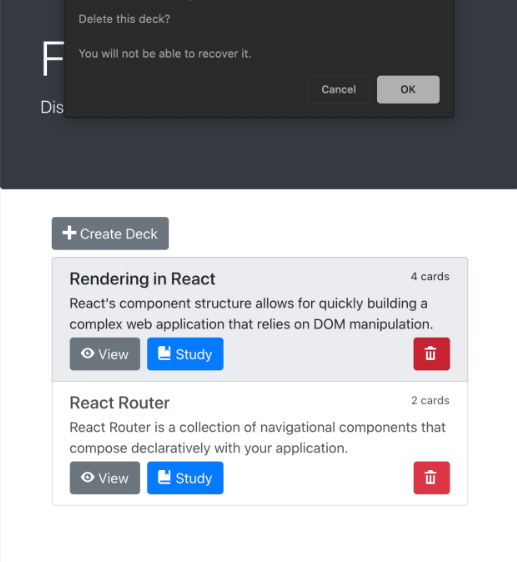 Delete this deck?
You will not be able to recover it.
Cancel OK
F
Dis
Create Deck
Rendering in React 4 cards
React's component structure allows for quickly building a
complex web application that relies on DOM manipulation.
View Study
React Router 2 cards
React Router is a collection of navigational components that
compose declaratively with your application.
View Study